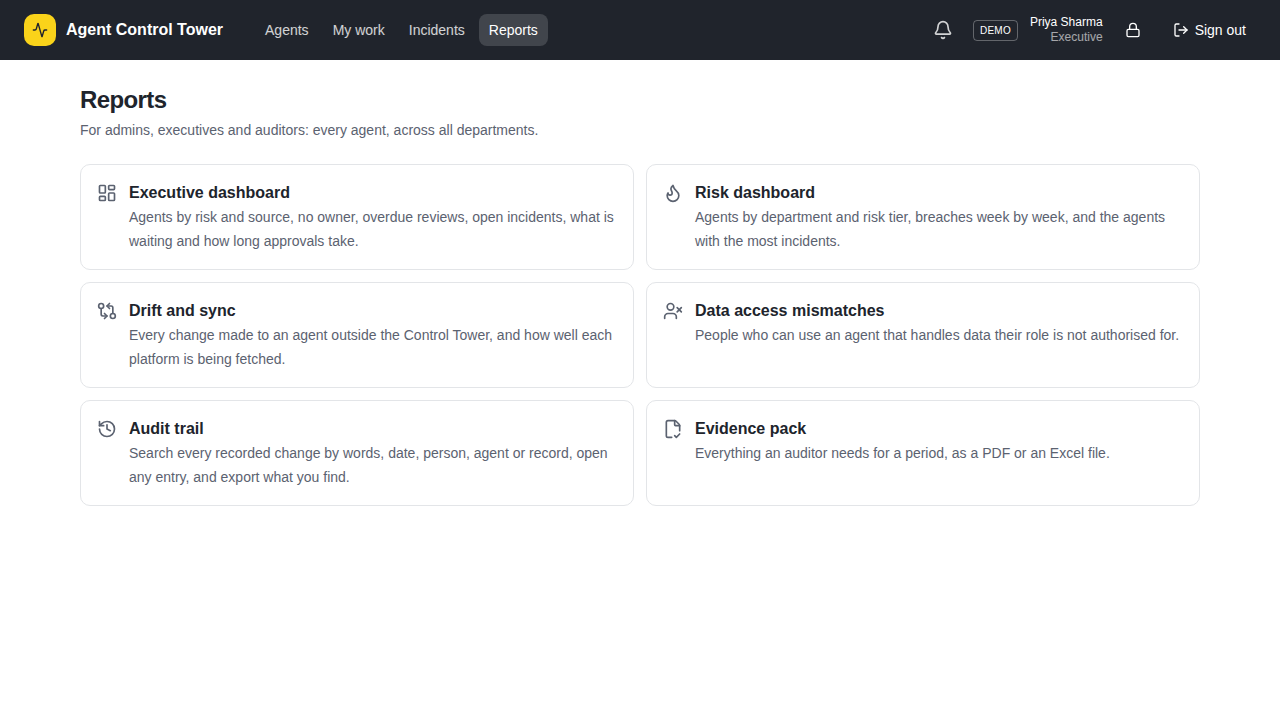 Agent Control Tower
Agents
My work
Incidents
Reports
DEMO
Priya Sharma
Executive
Sign out
Reports
For admins, executives and auditors: every agent, across all departments.
Executive dashboard
Agents by risk and source, no owner, overdue reviews, open incidents, what is
waiting and how long approvals take.
Risk dashboard
Agents by department and risk tier, breaches week by week, and the agents
with the most incidents.
Drift and sync
Every change made to an agent outside the Control Tower, and how well each
platform is being fetched.
Data access mismatches
People who can use an agent that handles data their role is not authorised for.
Audit trail
Search every recorded change by words, date, person, agent or record, open
any entry, and export what you find.
Evidence pack
Everything an auditor needs for a period, as a PDF or an Excel file.